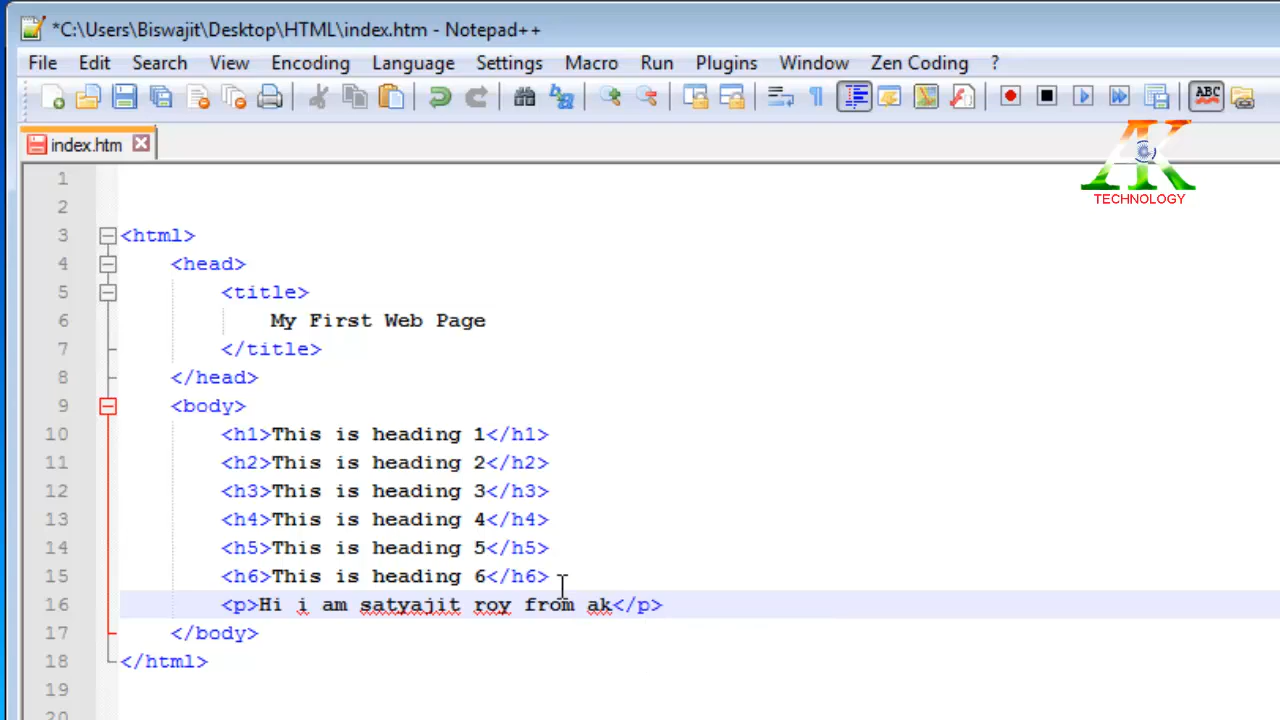 *C:\Users\Biswajit\Desktop\HTML\index.htm - Notepad++
File Edit Search View Encoding Language Settings Macro Run Plugins Window Zen Coding ?
ABC
index.htm
AK
TECHNOLOGY
1
2
3 <html>
4 <head>
5 <title>
6 My First Web Page
7 </title>
8 </head>
9 <body>
10 <h1>This is heading 1</h1>
11 <h2>This is heading 2</h2>
12 <h3>This is heading 3</h3>
13 <h4>This is heading 4</h4>
14 <h5>This is heading 5</h5>
15 <h6>This is heading 6</h6>
16 <p>Hi i am satyajit roy from ak</p>
17 </body>
18 </html>
19
20